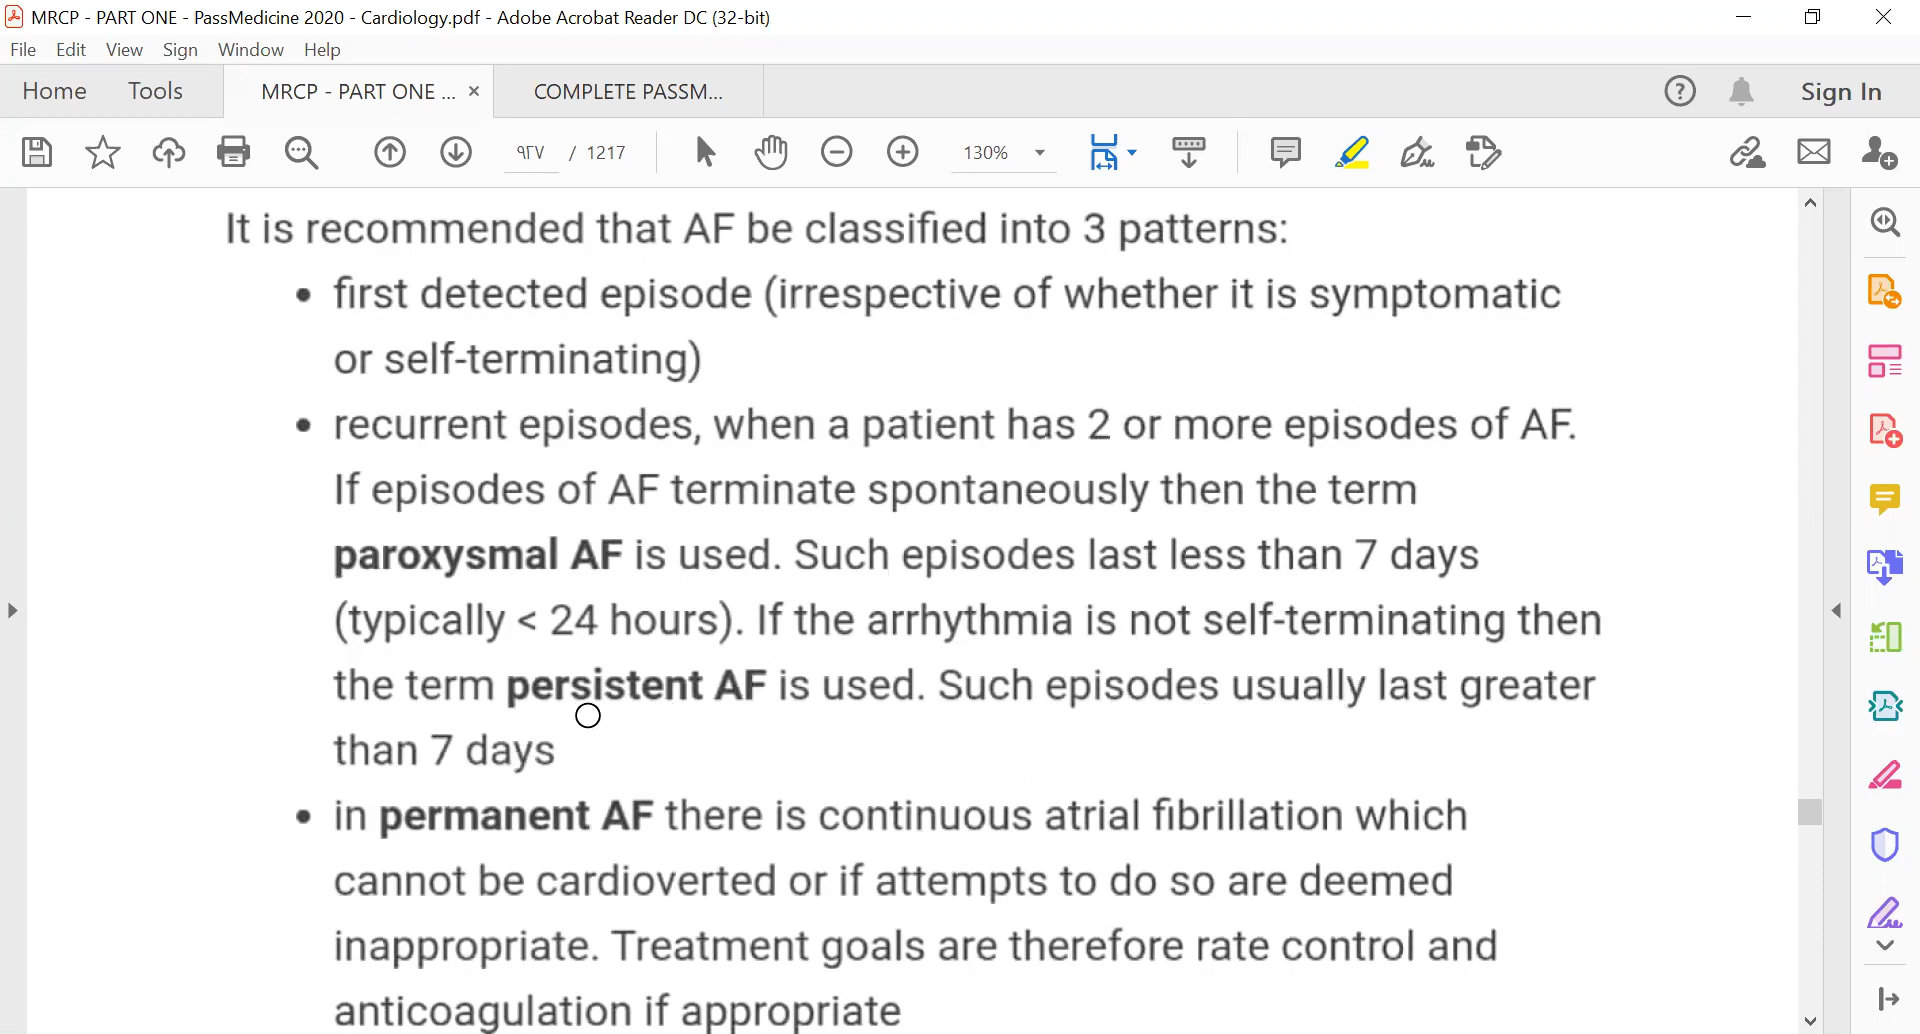 MRCP - PART ONE - PassMedicine 2020 - Cardiology.pdf - Adobe Acrobat Reader DC (32-bit)
File Edit View Sign Window Help
Home Tools MRCP - PART ONE ... × COMPLETE PASSM... Sign In
٩٢٧ / 1217 130%
It is recommended that AF be classified into 3 patterns:
• first detected episode (irrespective of whether it is symptomatic
or self-terminating)
• recurrent episodes, when a patient has 2 or more episodes of AF.
If episodes of AF terminate spontaneously then the term
paroxysmal AF is used. Such episodes last less than 7 days
(typically < 24 hours). If the arrhythmia is not self-terminating then
the term persistent AF is used. Such episodes usually last greater
than 7 days
• in permanent AF there is continuous atrial fibrillation which
cannot be cardioverted or if attempts to do so are deemed
inappropriate. Treatment goals are therefore rate control and
anticoagulation if appropriate